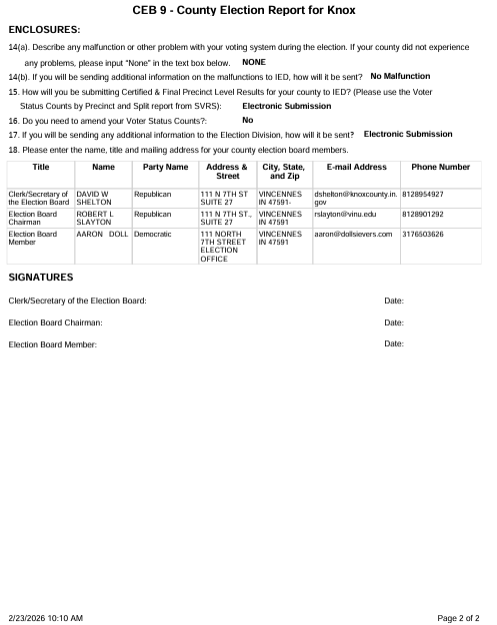 CEB 9 - County Election Report for Knox
ENCLOSURES:
14(a). Describe any malfunction or other problem with your voting system during the election. If your county did not experience
any problems, please input "None" in the text box below. NONE
14(b). If you will be sending additional information on the malfunctions to IED, how will it be sent? No Malfunction
15. How will you be submitting Certified & Final Precinct Level Results for your county to IED? (Please use the Voter
Status Counts by Precinct and Split report from SVRS): Electronic Submission
16. Do you need to amend your Voter Status Counts?: No
17. If you will be sending any additional information to the Election Division, how will it be sent? Electronic Submission
18. Please enter the name, title and mailing address for your county election board members.
Title Name Party Name Address & Street City, State, and Zip E-mail Address Phone Number
Clerk/Secretary of the Election Board DAVID W SHELTON Republican 111 N 7TH ST SUITE 27 VINCENNES IN 47591- dshelton@knoxcounty.in.gov 8128954927
Election Board Chairman ROBERT L SLAYTON Republican 111 N 7TH ST., SUITE 27 VINCENNES IN 47591 rslayton@vinu.edu 8128901292
Election Board Member AARON DOLL Democratic 111 NORTH 7TH STREET ELECTION OFFICE VINCENNES IN 47591 aaron@dollsievers.com 3176503626
SIGNATURES
Clerk/Secretary of the Election Board: Date:
Election Board Chairman: Date:
Election Board Member: Date:
2/23/2026 10:10 AM Page 2 of 2